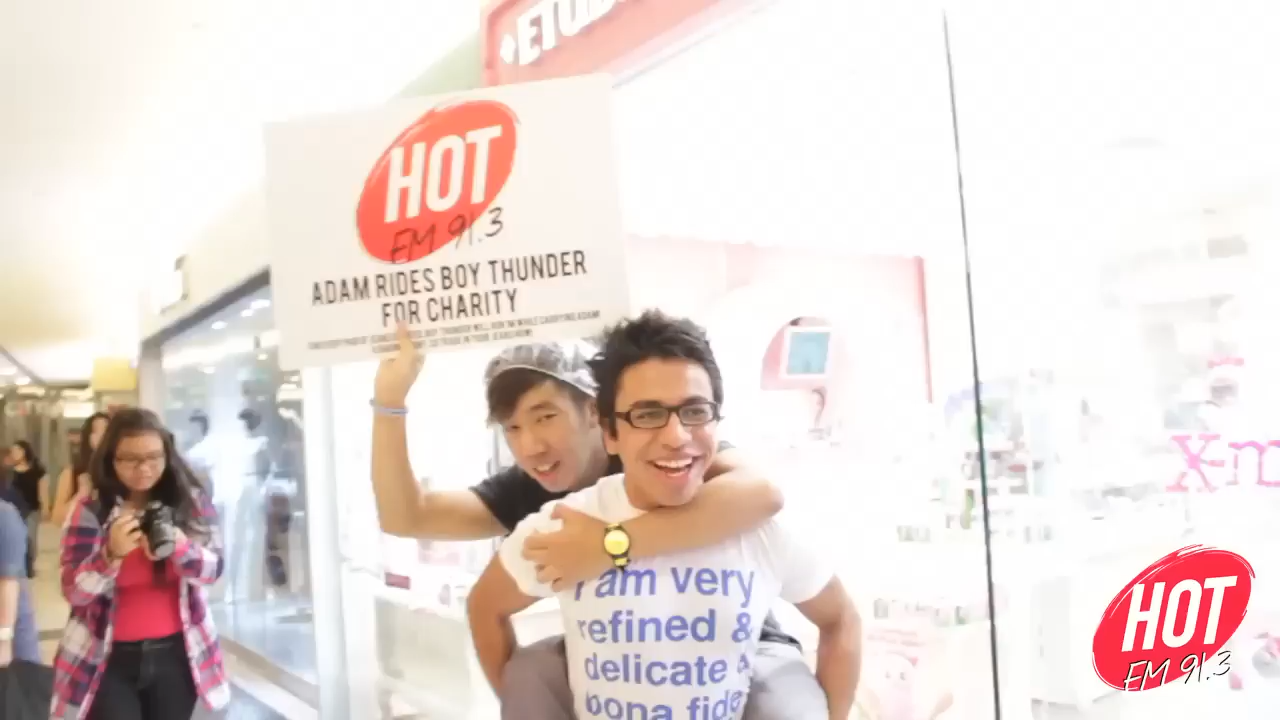 ETUD
HOT
FM 91.3
ADAM RIDES BOY THUNDER
FOR CHARITY
I am very
refined &
delicate
bona fide
X-m
HOT
FM 91.3